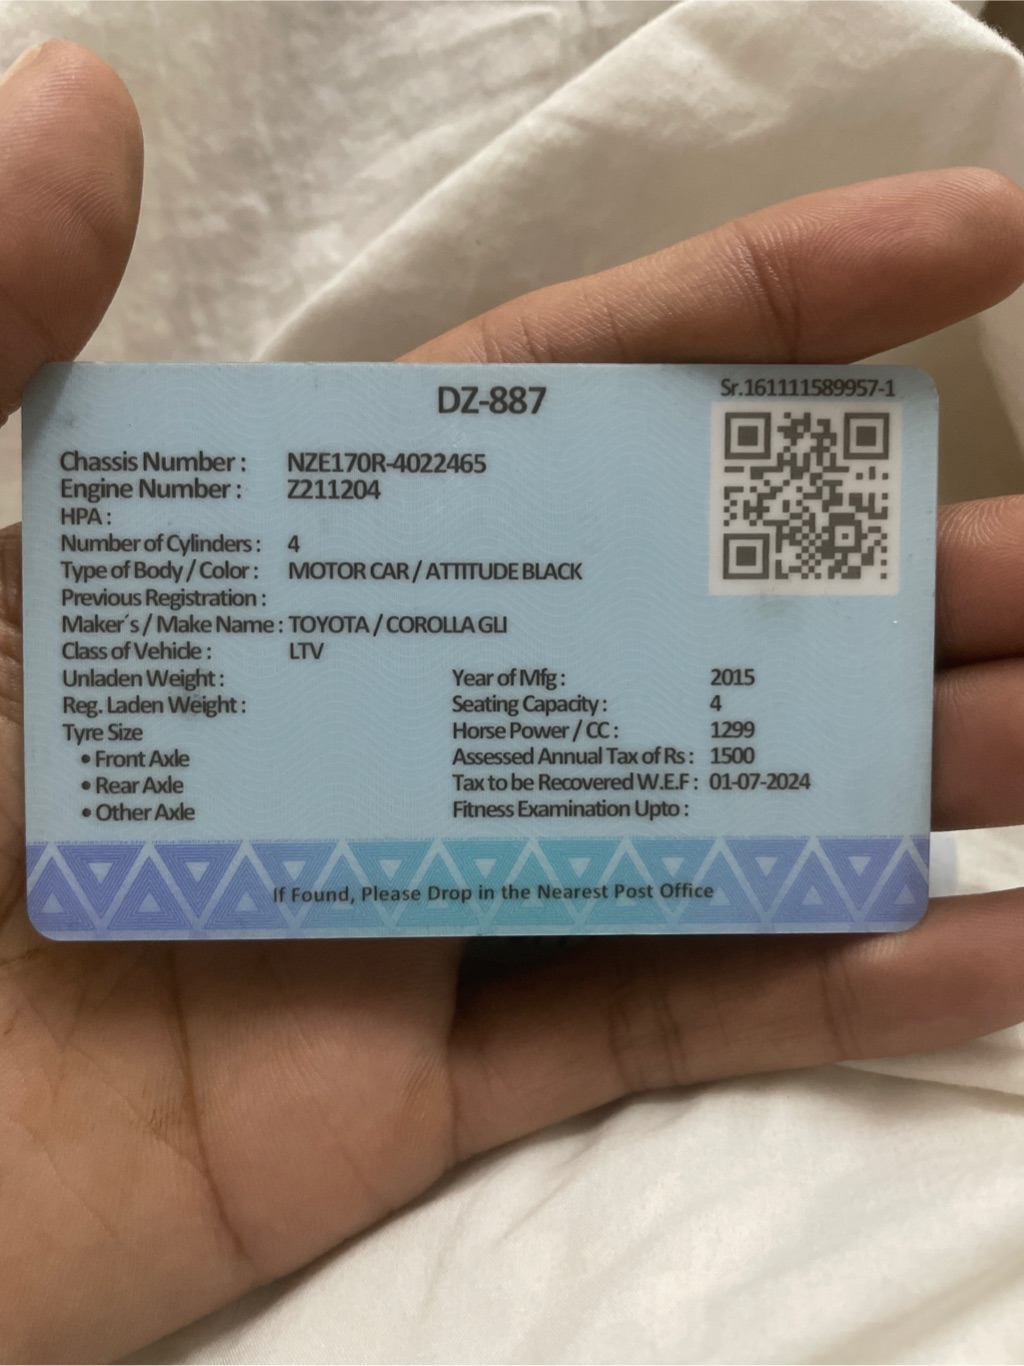 DZ-887
Sr.161111589957-1
Chassis Number : NZE170R-4022465
Engine Number : Z211204
HPA :
Number of Cylinders : 4
Type of Body / Color : MOTOR CAR / ATTITUDE BLACK
Previous Registration :
Maker´s / Make Name : TOYOTA / COROLLA GLI
Class of Vehicle : LTV
Unladen Weight : Year of Mfg : 2015
Reg. Laden Weight : Seating Capacity : 4
Tyre Size Horse Power / CC : 1299
• Front Axle Assessed Annual Tax of Rs : 1500
• Rear Axle Tax to be Recovered W.E.F : 01-07-2024
• Other Axle Fitness Examination Upto :
If Found, Please Drop in the Nearest Post Office